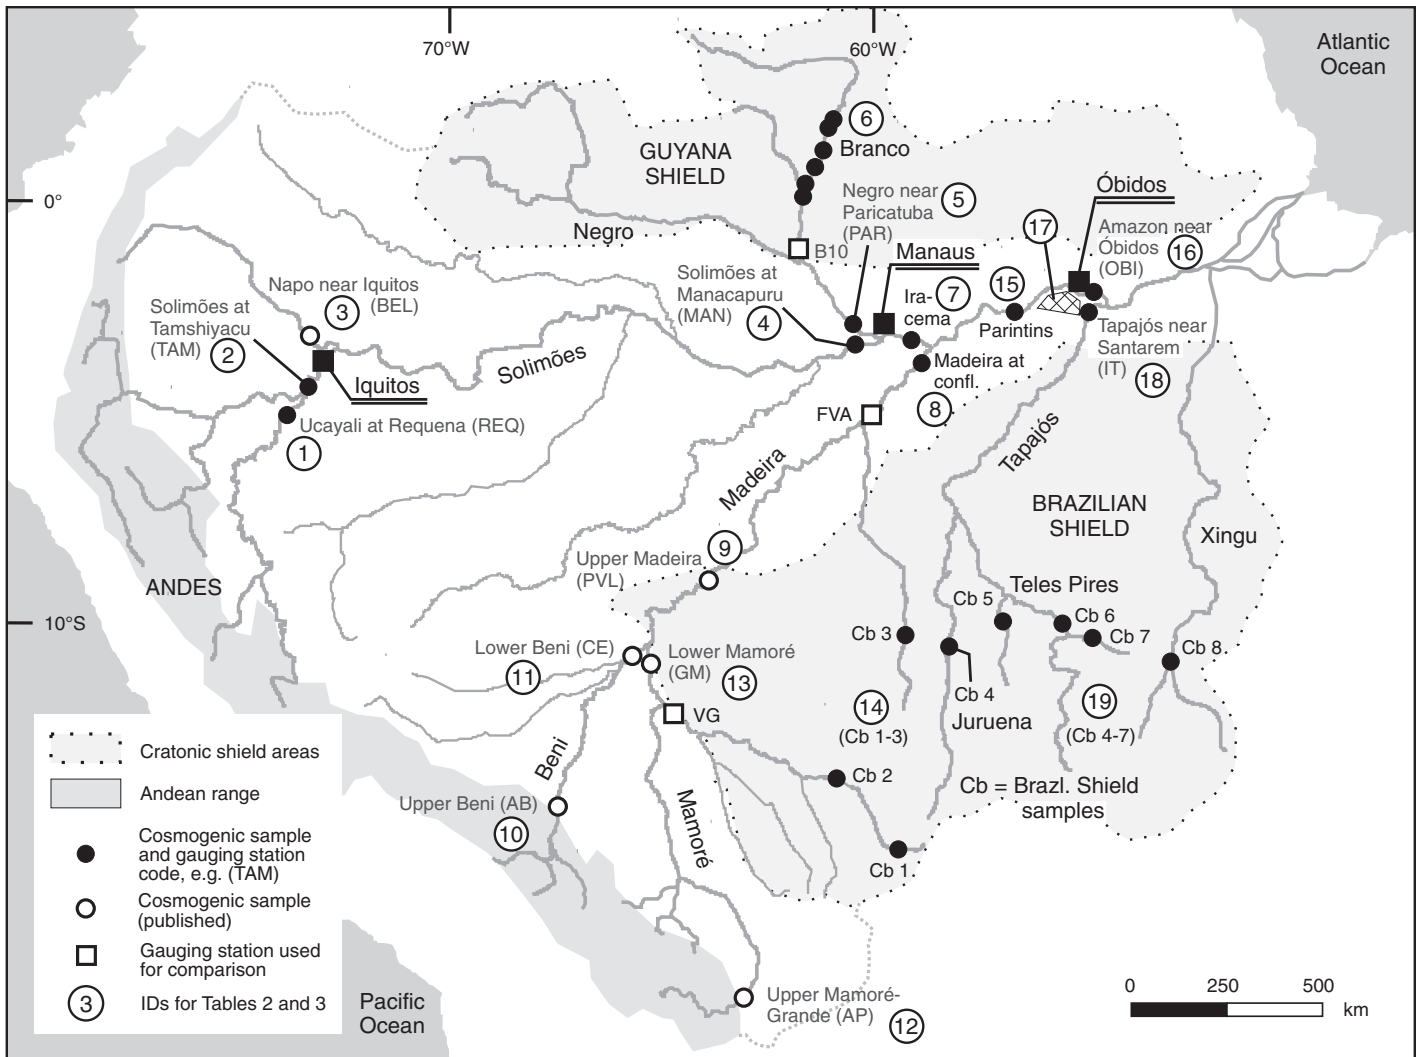 70°W
60°W
Atlantic
Ocean
6
Branco
GUYANA
SHIELD
Negro near
Paricatuba
(PAR)
5
Óbidos
0°
17
Amazon near
Óbidos
(OBI)
16
Negro
B10
Manaus
Napo near Iquitos
(BEL)
3
Solimões at
Tamshiyacu
(TAM)
2
Solimões at
Manacapuru
(MAN)
4
7
Ira-
cema
15
Parintins
Tapajós near
Santarem
(IT)
18
Solimões
Iquitos
Madeira at
confl.
8
Ucayali at Requena (REQ)
1
FVA
Tapajós
Madeira
BRAZILIAN
SHIELD
Xingu
9
Upper Madeira
(PVL)
ANDES
Teles Pires
Cb 5
Cb 6
Cb 7
10°S
Cb 3
Cb 8
Lower Beni (CE)
11
Lower Mamoré
(GM)
13
Cb 4
14
(Cb 1-3)
19
(Cb 4-7)
Juruena
VG
Beni
Cb 2
Cb = Brazl. Shield
samples
Upper Beni (AB)
10
Mamoré
Cb 1
Cratonic shield areas
Andean range
Cosmogenic sample
and gauging station
code, e.g. (TAM)
Cosmogenic sample
(published)
Gauging station used
for comparison
3
IDs for Tables 2 and 3
Pacific
Ocean
Upper Mamoré-
Grande (AP)
12
0
250
500
km